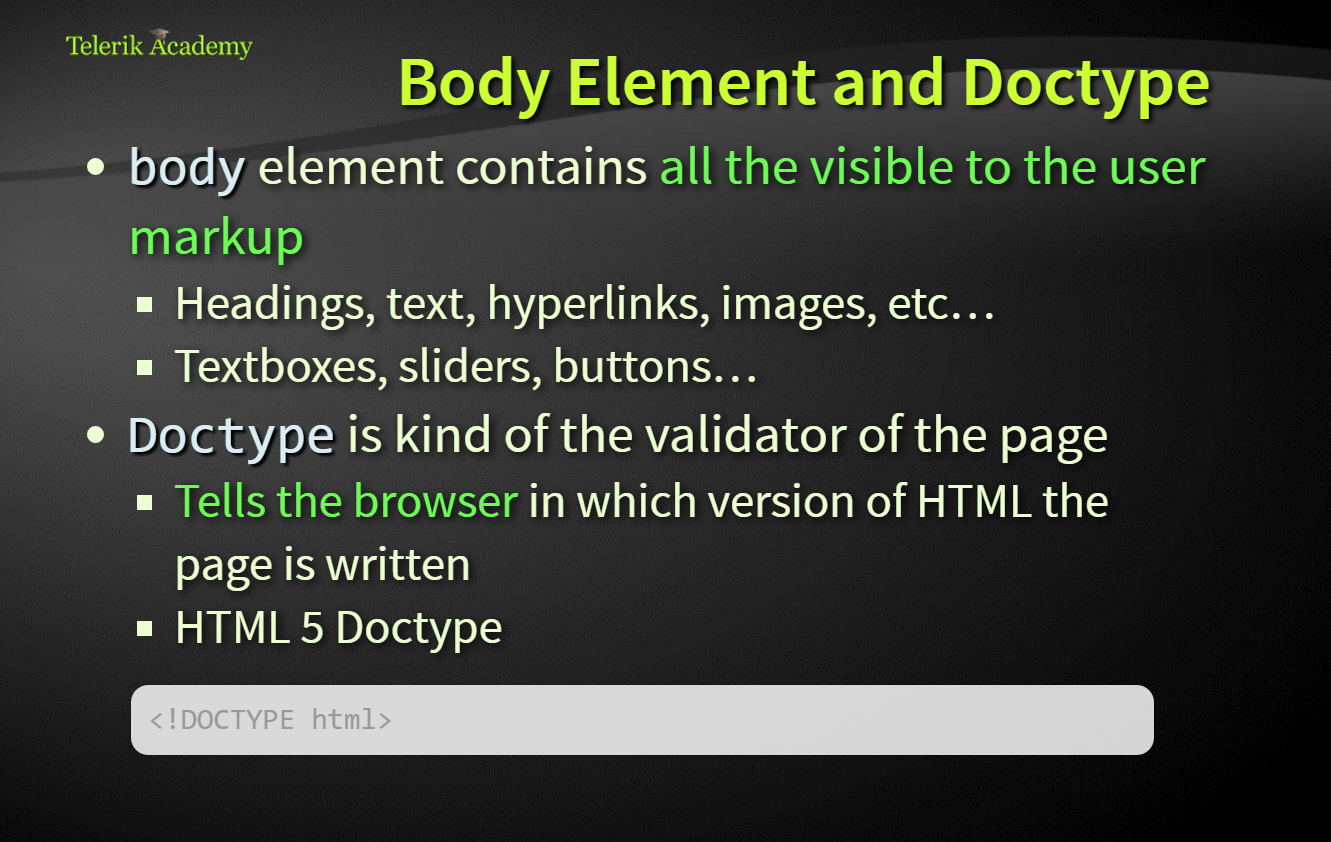 Telerik Academy
Body Element and Doctype
• body element contains all the visible to the user
markup
▪ Headings, text, hyperlinks, images, etc…
▪ Textboxes, sliders, buttons…
• Doctype is kind of the validator of the page
▪ Tells the browser in which version of HTML the
page is written
▪ HTML 5 Doctype
<!DOCTYPE html>